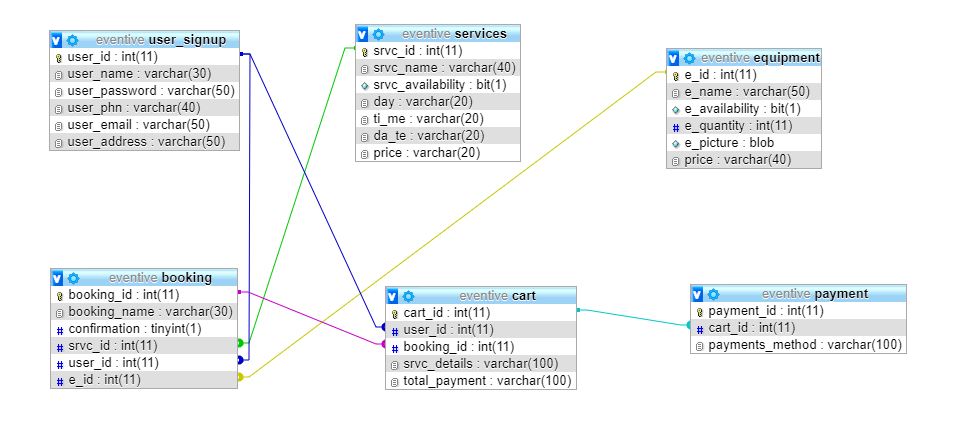 eventive user_signup
user_id : int(11)
user_name : varchar(30)
user_password : varchar(50)
user_phn : varchar(40)
user_email : varchar(50)
user_address : varchar(50)
eventive services
srvc_id : int(11)
srvc_name : varchar(40)
srvc_availability : bit(1)
day : varchar(20)
ti_me : varchar(20)
da_te : varchar(20)
price : varchar(20)
eventive equipment
e_id : int(11)
e_name : varchar(50)
e_availability : bit(1)
# e_quantity : int(11)
e_picture : blob
price : varchar(40)
eventive booking
booking_id : int(11)
booking_name : varchar(30)
# confirmation : tinyint(1)
# srvc_id : int(11)
# user_id : int(11)
# e_id : int(11)
eventive cart
cart_id : int(11)
# user_id : int(11)
# booking_id : int(11)
srvc_details : varchar(100)
total_payment : varchar(100)
eventive payment
payment_id : int(11)
# cart_id : int(11)
payments_method : varchar(100)